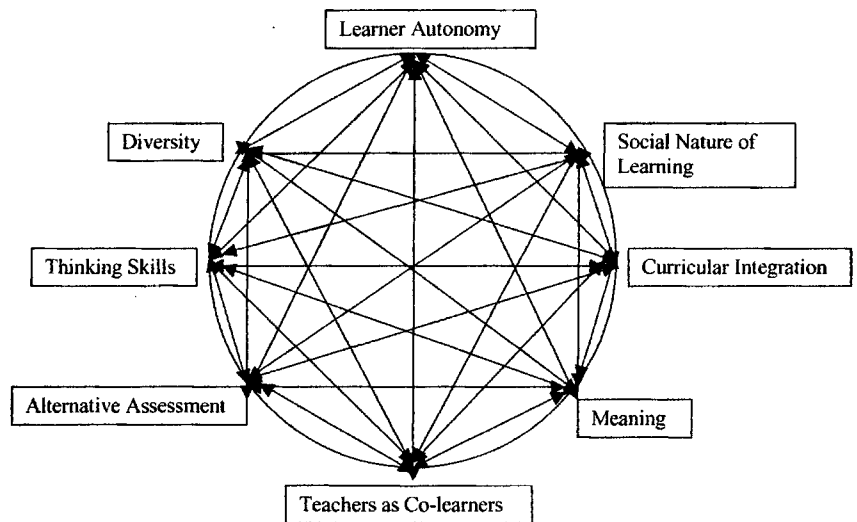 Learner Autonomy
Diversity
Social Nature of
Learning
Thinking Skills
Curricular Integration
Alternative Assessment
Meaning
Teachers as Co-learners